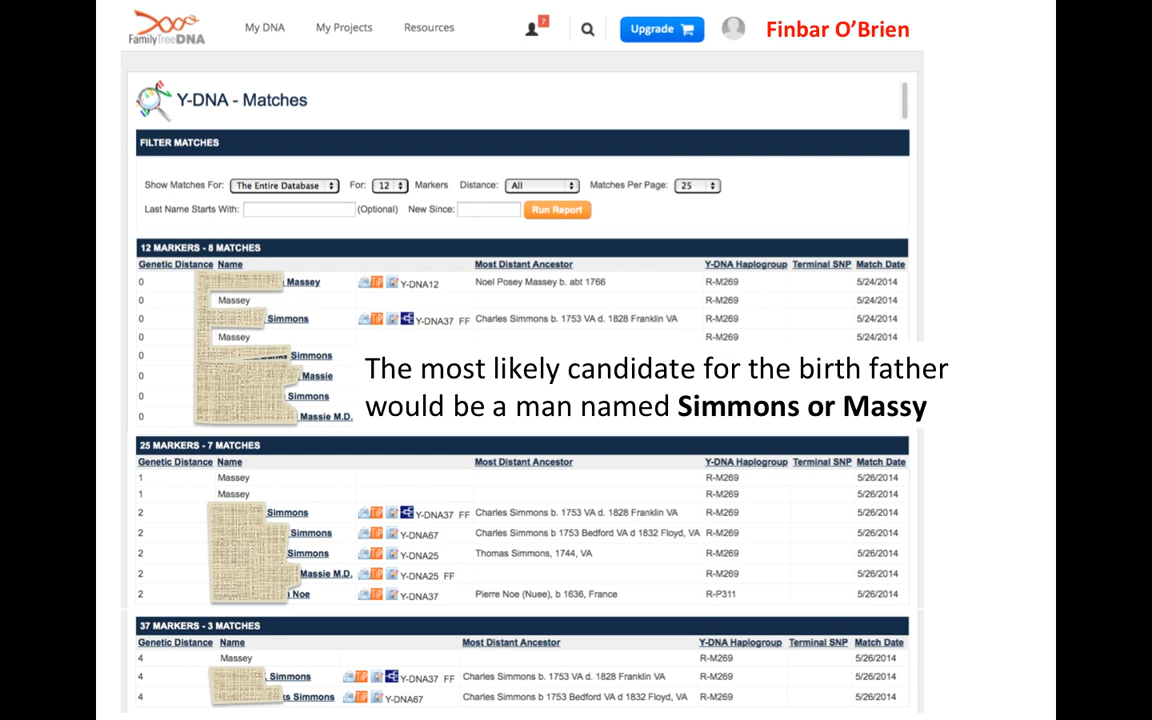 FamilyTreeDNA My DNA My Projects Resources ? Upgrade Finbar O'Brien
Y-DNA - Matches
FILTER MATCHES
Show Matches For: The Entire Database For: 12 Markers Distance: All Matches Per Page: 25
Last Name Starts With: (Optional) New Since: Run Report
12 MARKERS - 8 MATCHES
Genetic Distance Name Most Distant Ancestor Y-DNA Haplogroup Terminal SNP Match Date
0 Massey Y-DNA12 Noel Posey Massey b. abt 1766 R-M269 5/24/2014
0 Massey R-M269 5/24/2014
0 Simmons Y-DNA37 FF Charles Simmons b. 1753 VA d. 1828 Franklin VA R-M269 5/24/2014
0 Massey R-M269 5/24/2014
0 Simmons
0 Massie
0 Simmons
0 Massie M.D.
The most likely candidate for the birth father
would be a man named Simmons or Massy
25 MARKERS - 7 MATCHES
Genetic Distance Name Most Distant Ancestor Y-DNA Haplogroup Terminal SNP Match Date
1 Massey R-M269 5/26/2014
1 Massey R-M269 5/26/2014
2 Simmons Y-DNA37 FF Charles Simmons b. 1753 VA d. 1828 Franklin VA R-M269 5/26/2014
2 Simmons Y-DNA67 Charles Simmons b 1753 Bedford VA d 1832 Floyd, VA R-M269 5/26/2014
2 Simmons Y-DNA25 Thomas Simmons, 1744, VA R-M269 5/26/2014
2 Massie M.D. Y-DNA25 FF R-M269 5/26/2014
2 Noe Y-DNA37 Pierre Noe (Nuee), b 1636, France R-P311 5/26/2014
37 MARKERS - 3 MATCHES
Genetic Distance Name Most Distant Ancestor Y-DNA Haplogroup Terminal SNP Match Date
4 Massey R-M269 5/26/2014
4 Simmons Y-DNA37 FF Charles Simmons b. 1753 VA d. 1828 Franklin VA R-M269 5/26/2014
4 Simmons Y-DNA67 Charles Simmons b 1753 Bedford VA d 1832 Floyd, VA R-M269 5/26/2014